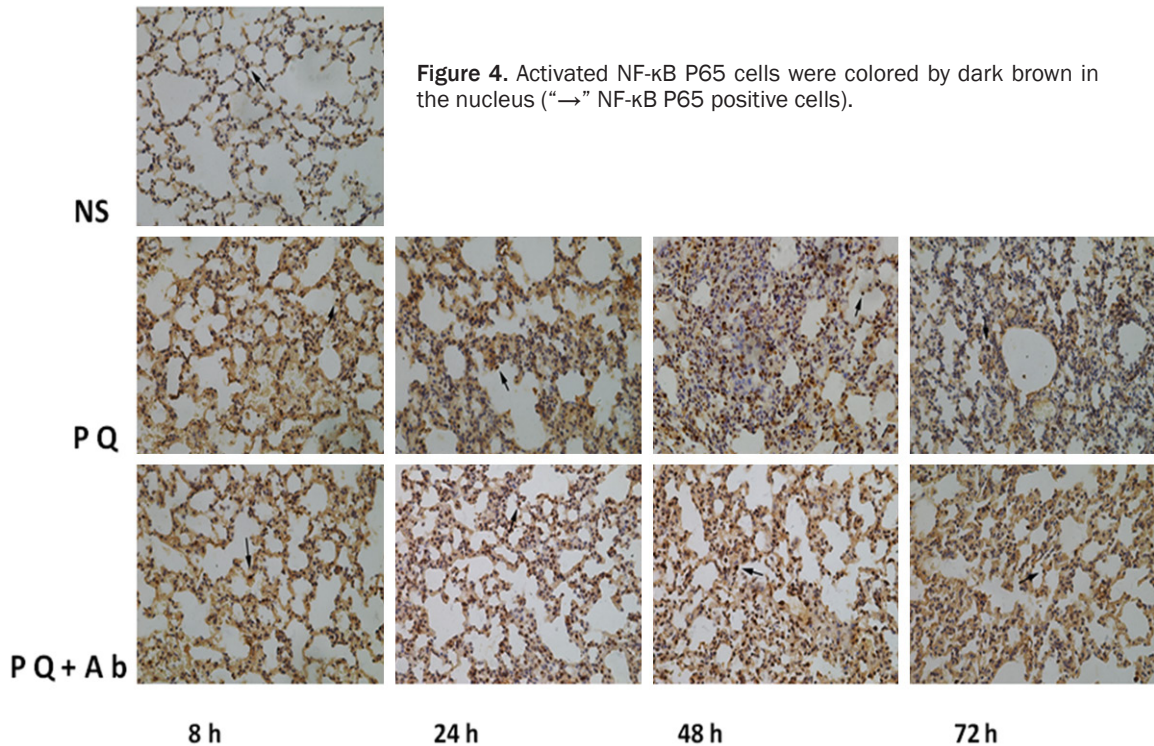 Figure 4. Activated NF-κB P65 cells were colored by dark brown in
the nucleus (“→” NF-κB P65 positive cells).
NS
P Q
P Q + A b
8 h 24 h 48 h 72 h